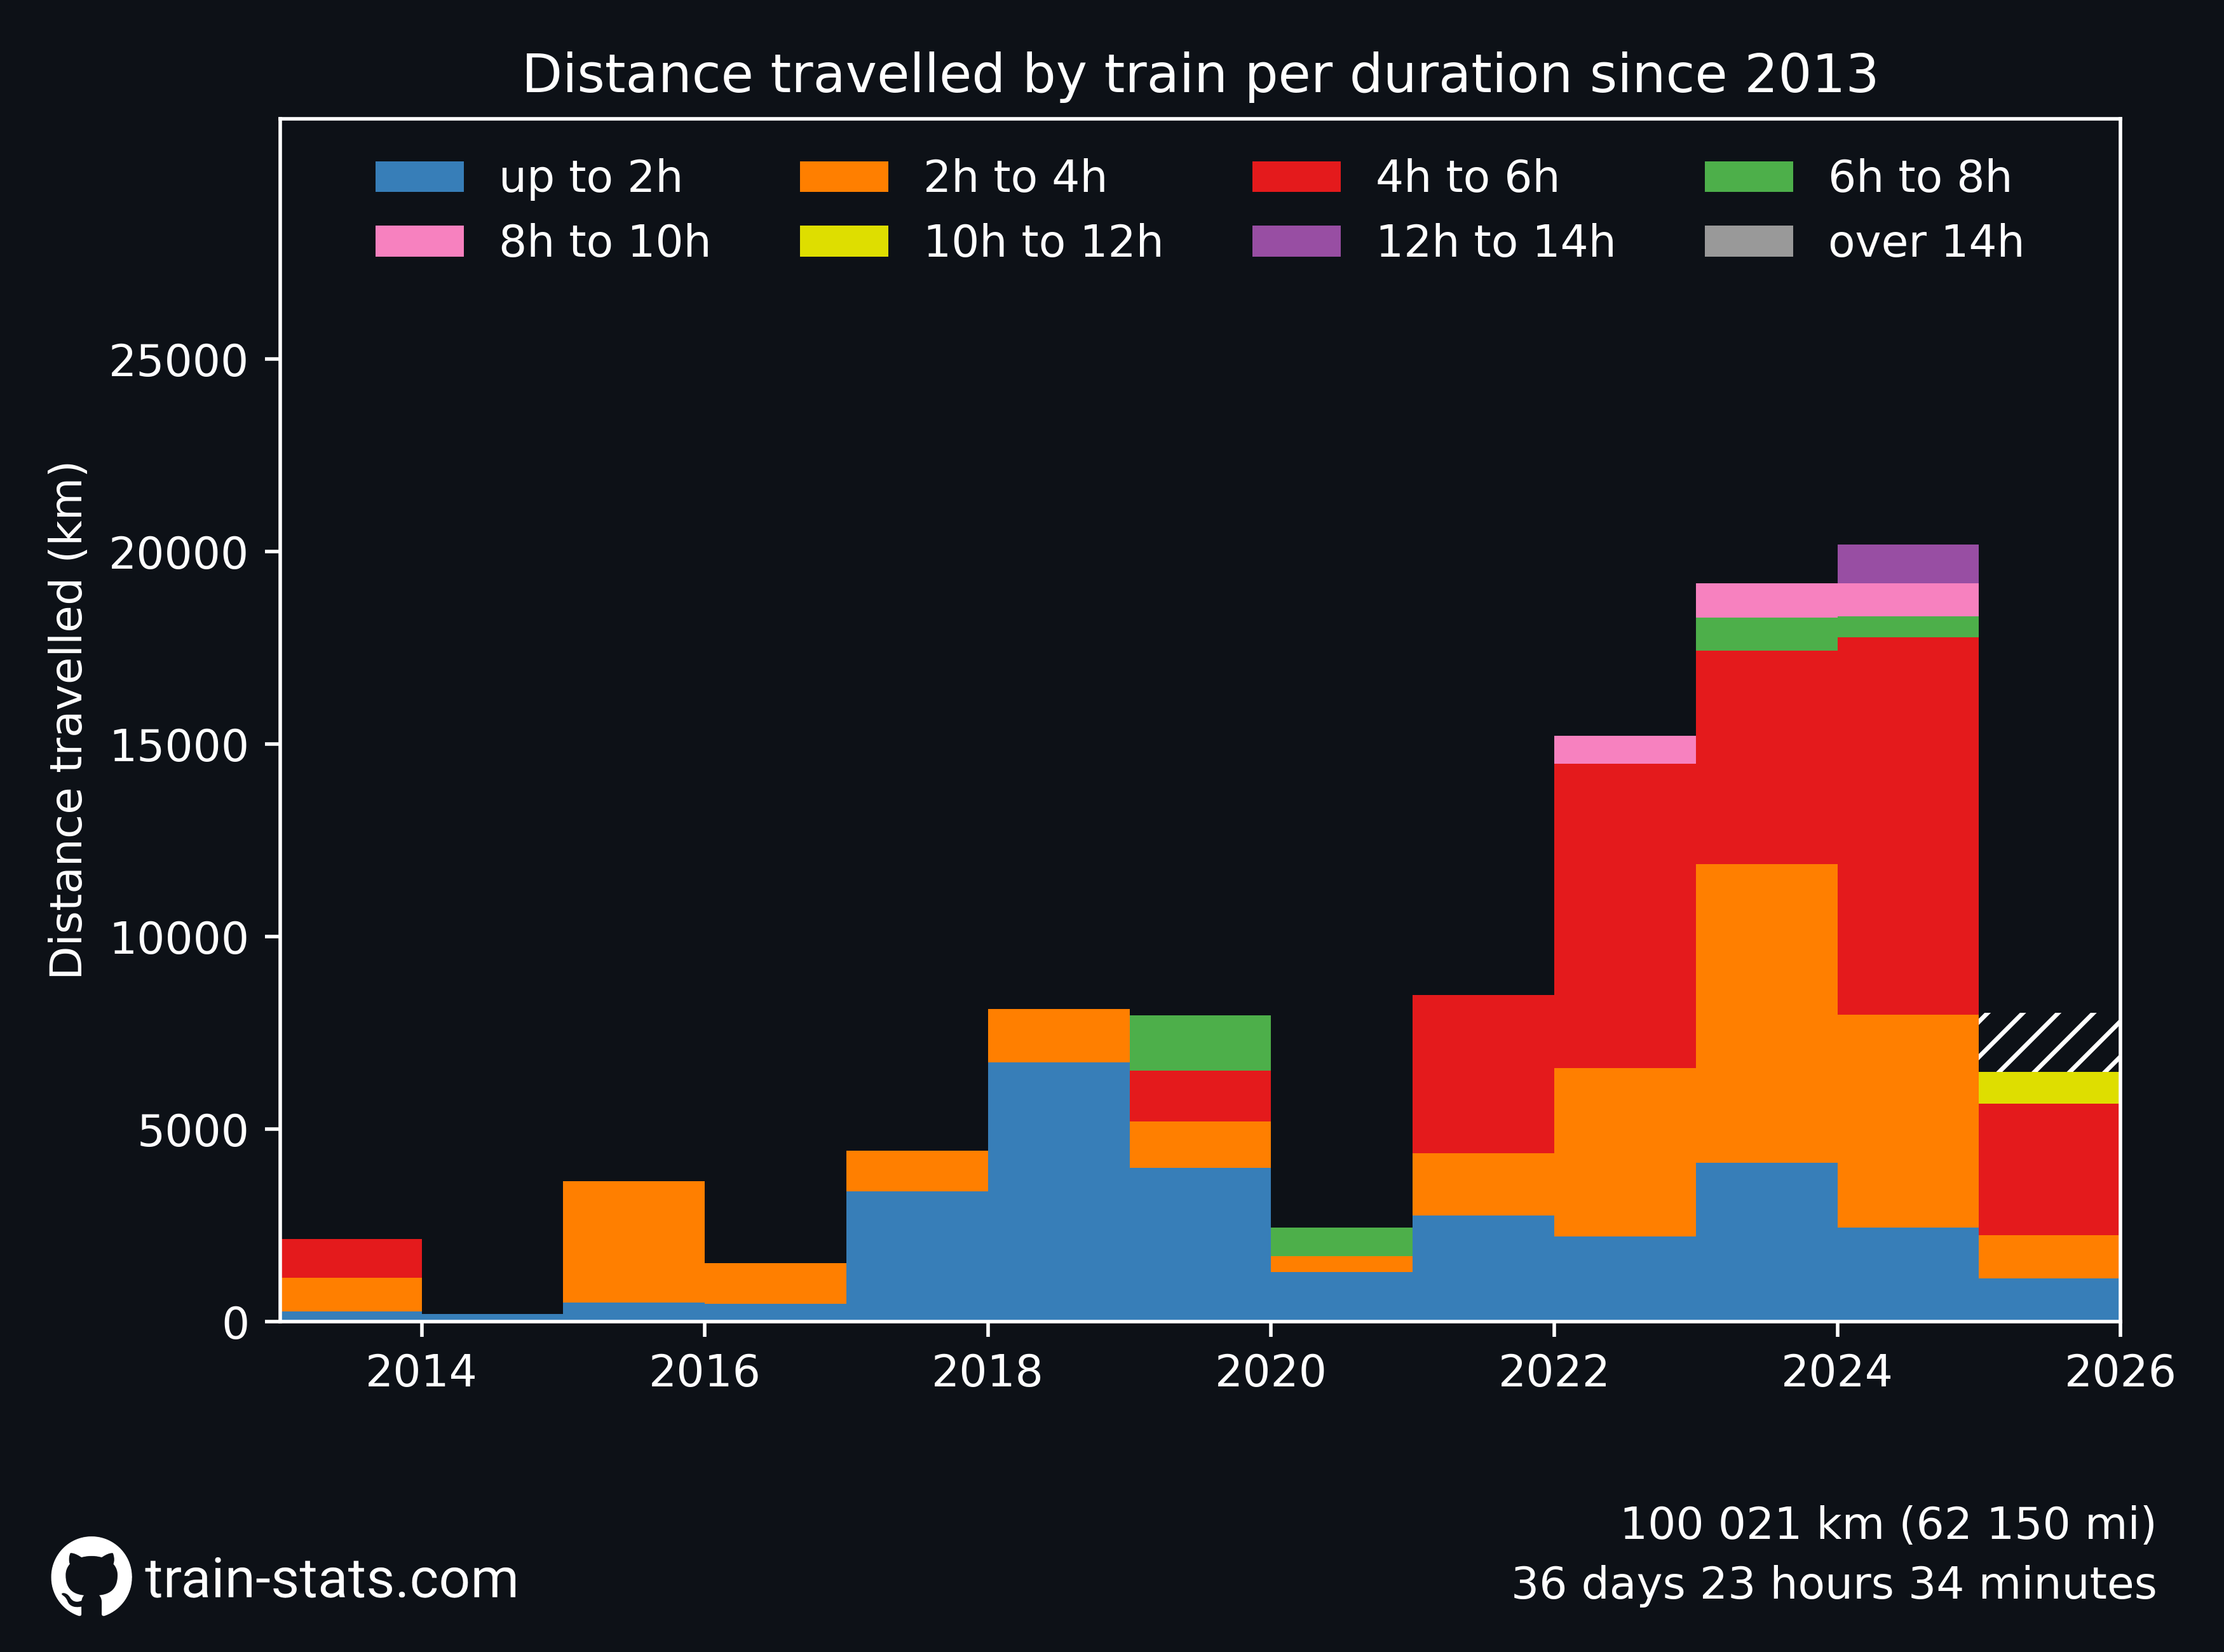 Distance travelled by train per duration since 2013
up to 2h
2h to 4h
4h to 6h
6h to 8h
8h to 10h
10h to 12h
12h to 14h
over 14h
Distance travelled (km)
25000
20000
15000
10000
5000
0
2014
2016
2018
2020
2022
2024
2026
100 021 km (62 150 mi)
36 days 23 hours 34 minutes
train-stats.com